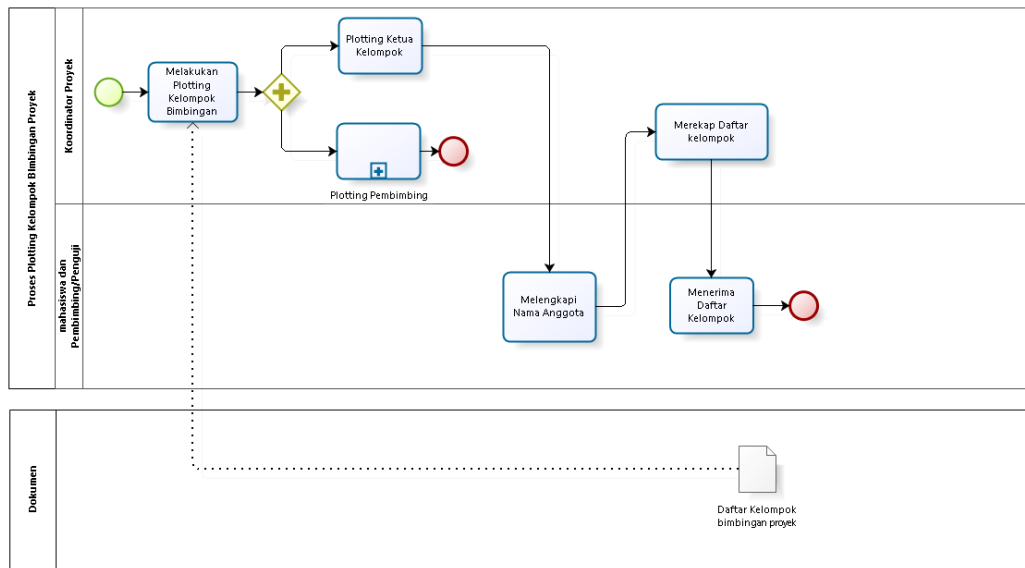 Proses Plotting Kelompok BImbingan Proyek
Koordinator Proyek
Melakukan
Plotting
Kelompok
Bimbingan
Plotting Ketua
Kelompok
Plotting Pembimbing
Merekap Daftar
kelompok
mahasiswa dan
Pembimbing/Penguji
Melengkapi
Nama Anggota
Menerima
Daftar
Kelompok
Dokumen
Daftar Kelompok
bimbingan proyek